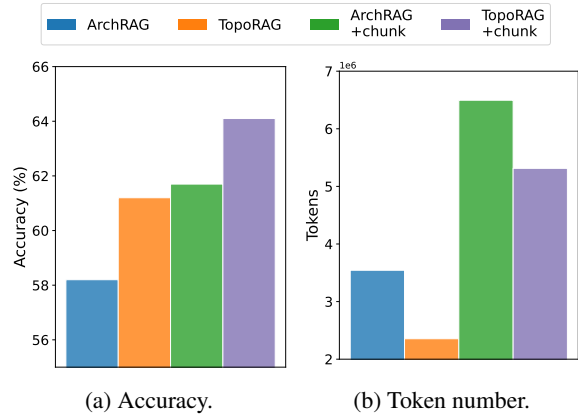 ArchRAG TopoRAG ArchRAG +chunk TopoRAG +chunk
66
64
62
60
58
56
Accuracy (%)
(a) Accuracy.
1e6
7
6
5
4
3
2
Tokens
(b) Token number.